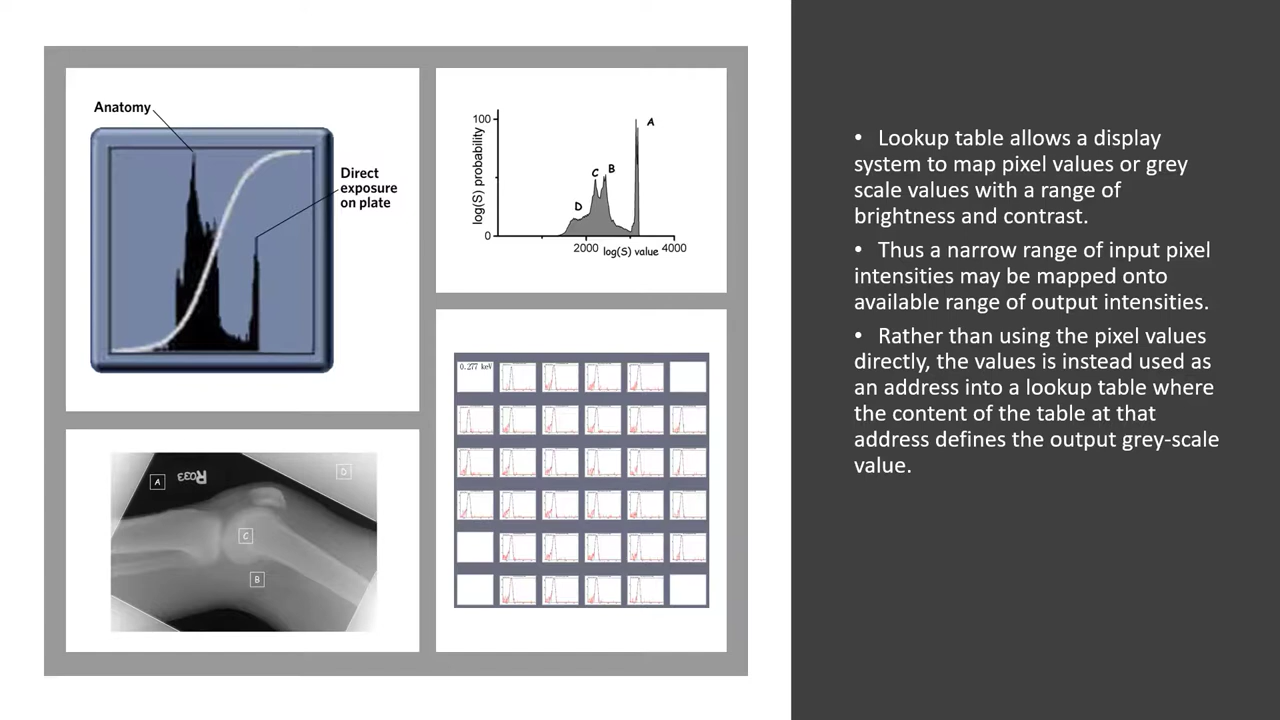 Anatomy
Direct
exposure
on plate
100
log(S) probability
0
2000
log(S) value
4000
A
B
C
D
0.277 keV
A
R033
D
C
B
• Lookup table allows a display
system to map pixel values or grey
scale values with a range of
brightness and contrast.
• Thus a narrow range of input pixel
intensities may be mapped onto
available range of output intensities.
• Rather than using the pixel values
directly, the values is instead used as
an address into a lookup table where
the content of the table at that
address defines the output grey-scale
value.